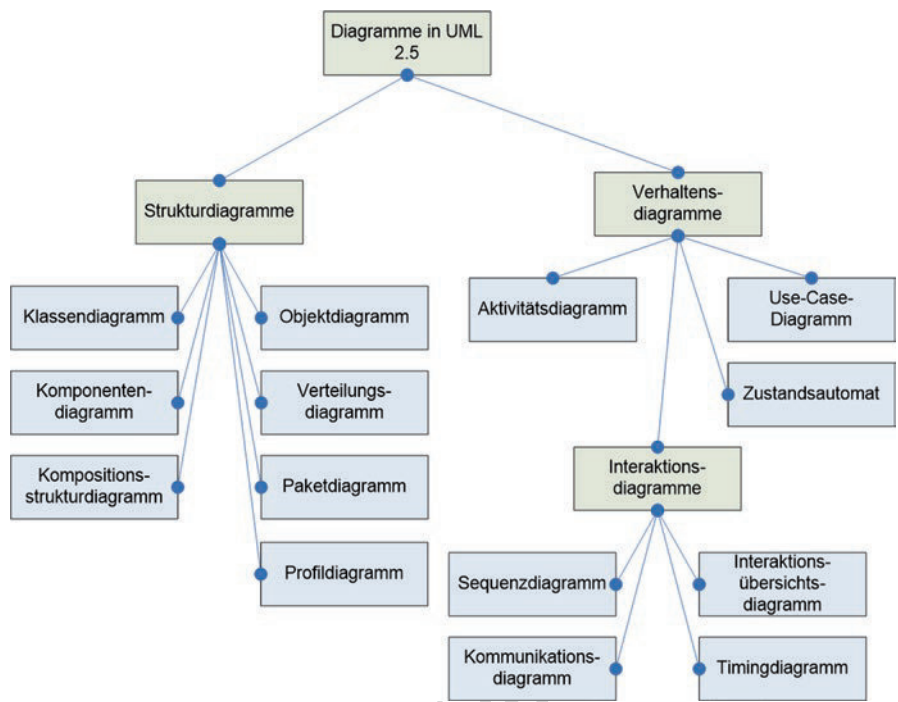 Diagramme in UML
2.5
Strukturdiagramme
Verhaltens-
diagramme
Klassendiagramm
Objektdiagramm
Komponenten-
diagramm
Verteilungs-
diagramm
Kompositions-
strukturdiagramm
Paketdiagramm
Profildiagramm
Aktivitätsdiagramm
Use-Case-
Diagramm
Zustandsautomat
Interaktions-
diagramme
Sequenzdiagramm
Interaktions-
übersichts-
diagramm
Kommunikations-
diagramm
Timingdiagramm